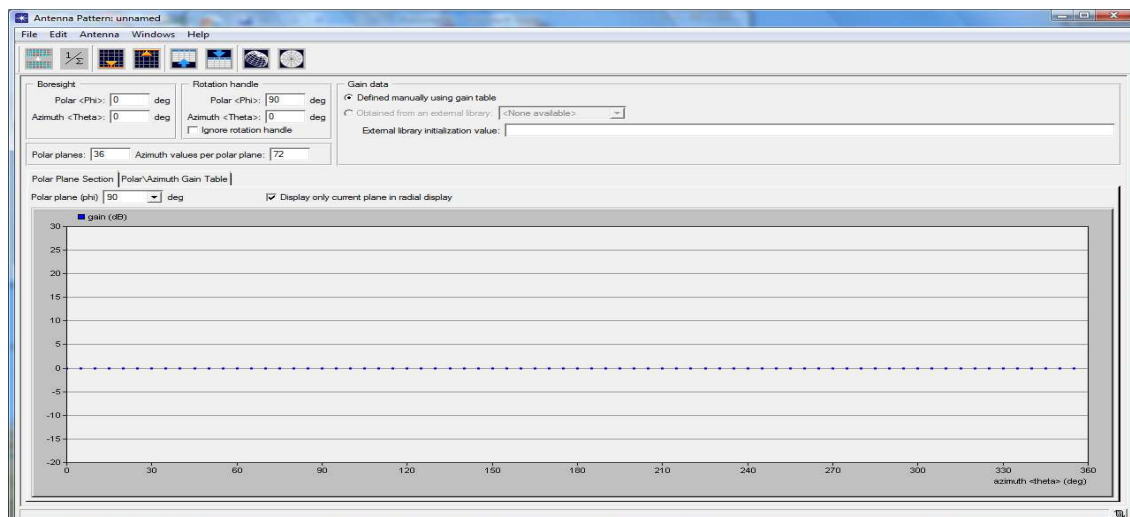 Antenna Pattern: unnamed
File Edit Antenna Windows Help
1/Σ
Boresight
Polar <Phi>: 0 deg
Azimuth <Theta>: 0 deg
Rotation handle
Polar <Phi>: 90 deg
Azimuth <Theta>: 0 deg
Ignore rotation handle
Gain data
Defined manually using gain table
Obtained from an external library: <None available>
External library initialization value:
Polar planes: 36 Azimuth values per polar plane: 72
Polar Plane Section Polar\Azimuth Gain Table
Polar plane (phi) 90 deg Display only current plane in radial display
gain (dB)
30
25
20
15
10
5
0
-5
-10
-15
-20
0 30 60 90 120 150 180 210 240 270 300 330 360
azimuth <theta> (deg)